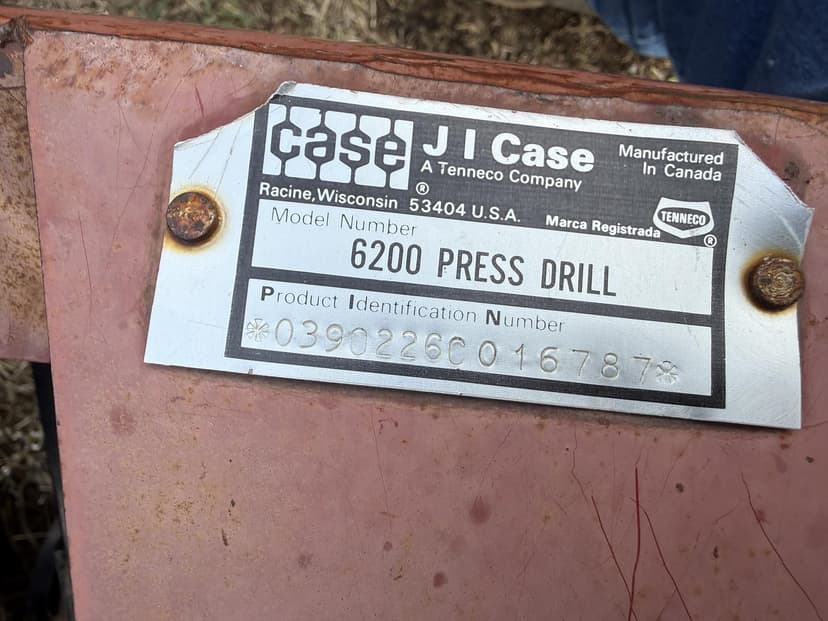 case
J I Case
A Tenneco Company
Manufactured
In Canada
®
Racine, Wisconsin 53404 U.S.A.
Marca Registrada
TENNECO
®
Model Number
6200 PRESS DRILL
Product Identification Number
*0390226C016787*